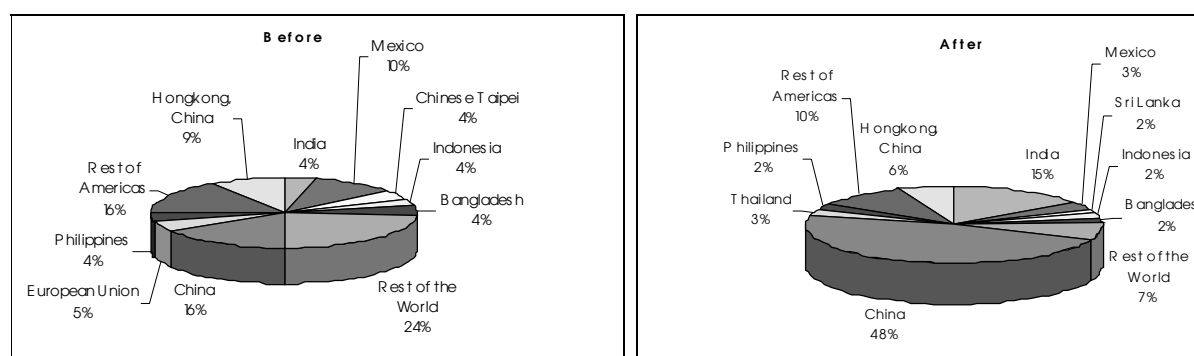 Before
Mexico
10%
Chinese Taipei
4%
Indonesia
4%
Bangladesh
4%
Rest of the
World
24%
China
16%
European Union
5%
Philippines
4%
Rest of
Americas
16%
Hongkong,
China
9%
India
4%
After
Mexico
3%
Sri Lanka
2%
Indonesia
2%
Banglades
2%
Rest of the
World
7%
China
48%
Thailand
3%
Philippines
2%
Rest of
Americas
10%
Hongkong,
China
6%
India
15%